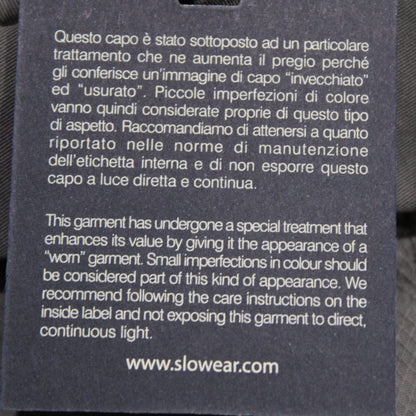 Questo capo è stato sottoposto ad un particolare
trattamento che ne aumenta il pregio perché
gli conferisce un'immagine di capo “invecchiato”
ed “usurato”. Piccole imperfezioni di colore
vanno quindi considerate proprie di questo tipo
di aspetto. Raccomandiamo di attenersi a quanto
riportato nelle norme di manutenzione
dell'etichetta interna e di non esporre questo
capo a luce diretta e continua.
This garment has undergone a special treatment that
enhances its value by giving it the appearance of a
“worn” garment. Small imperfections in colour should
be considered part of this kind of appearance. We
recommend following the care instructions on the
inside label and not exposing this garment to direct,
continuous light.
www.slowear.com